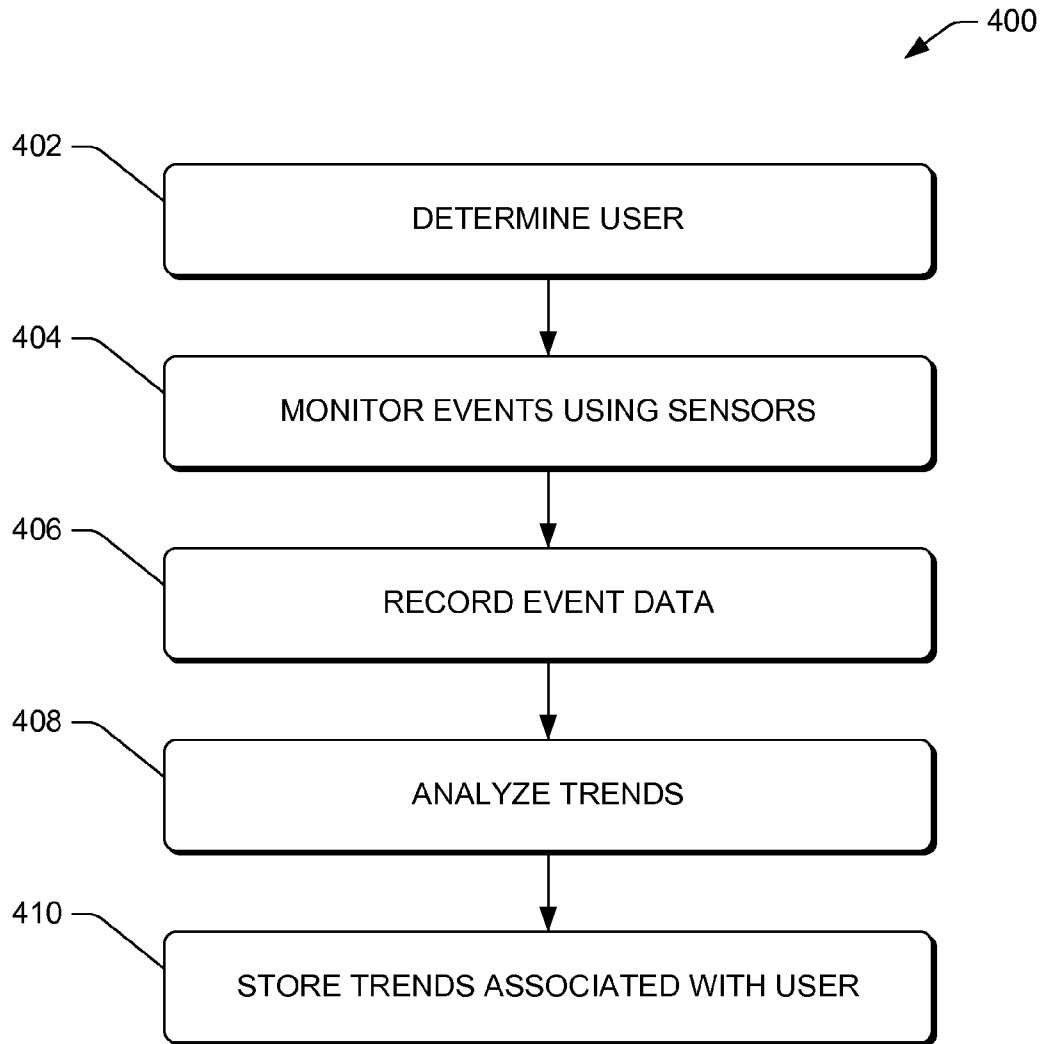 400
402
DETERMINE USER
404
MONITOR EVENTS USING SENSORS
406
RECORD EVENT DATA
408
ANALYZE TRENDS
410
STORE TRENDS ASSOCIATED WITH USER